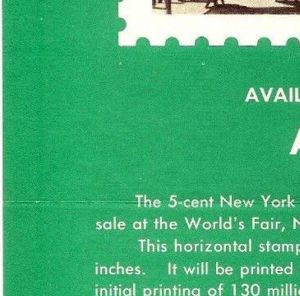 AVAIL
A
The 5-cent New York
sale at the World's Fair, N
This horizontal stamp
inches. It will be printed
initial printing of 130 milli